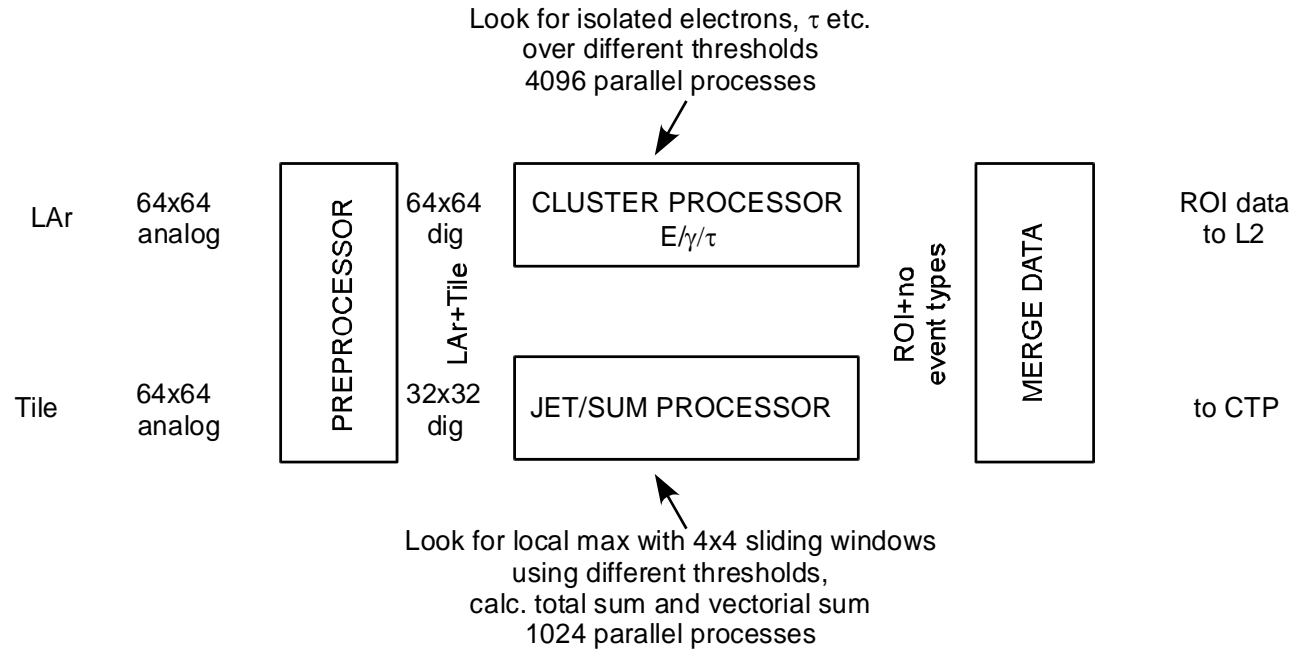 Look for isolated electrons, τ etc.
over different thresholds
4096 parallel processes
LAr
64x64
analog
PREPROCESSOR
64x64
dig
LAr+Tile
CLUSTER PROCESSOR
E/γ/τ
ROI+no
event types
MERGE DATA
ROI data
to L2
Tile
64x64
analog
32x32
dig
JET/SUM PROCESSOR
to CTP
Look for local max with 4x4 sliding windows
using different thresholds,
calc. total sum and vectorial sum
1024 parallel processes